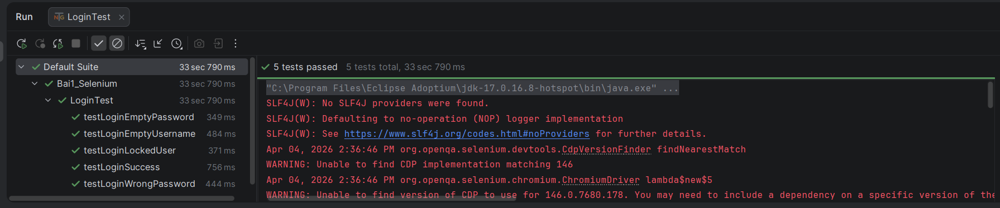 Run LoginTest
Default Suite 33 sec 790 ms
Bai1_Selenium 33 sec 790 ms
LoginTest 33 sec 790 ms
testLoginEmptyPassword 349 ms
testLoginEmptyUsername 484 ms
testLoginLockedUser 371 ms
testLoginSuccess 756 ms
testLoginWrongPassword 444 ms
5 tests passed 5 tests total, 33 sec 790 ms
"C:\Program Files\Eclipse Adoptium\jdk-17.0.16.8-hotspot\bin\java.exe" ...
SLF4J(W): No SLF4J providers were found.
SLF4J(W): Defaulting to no-operation (NOP) logger implementation
SLF4J(W): See https://www.slf4j.org/codes.html#noProviders for further details.
Apr 04, 2026 2:36:46 PM org.openqa.selenium.devtools.CdpVersionFinder findNearestMatch
WARNING: Unable to find CDP implementation matching 146
Apr 04, 2026 2:36:46 PM org.openqa.selenium.chromium.ChromiumDriver lambda$new$5
WARNING: Unable to find version of CDP to use for 146.0.7680.178. You may need to include a dependency on a specific version of the